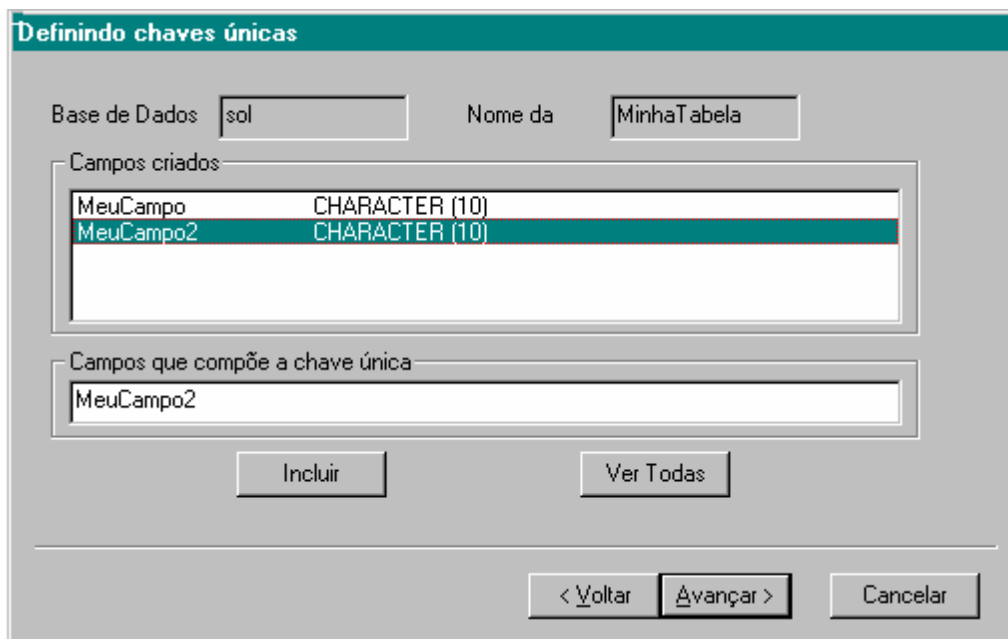 Definindo chaves únicas
Base de Dados sol Nome da MinhaTabela
Campos criados
MeuCampo CHARACTER (10)
MeuCampo2 CHARACTER (10)
Campos que compõe a chave única
MeuCampo2
Incluir Ver Todas
< Voltar Avançar > Cancelar